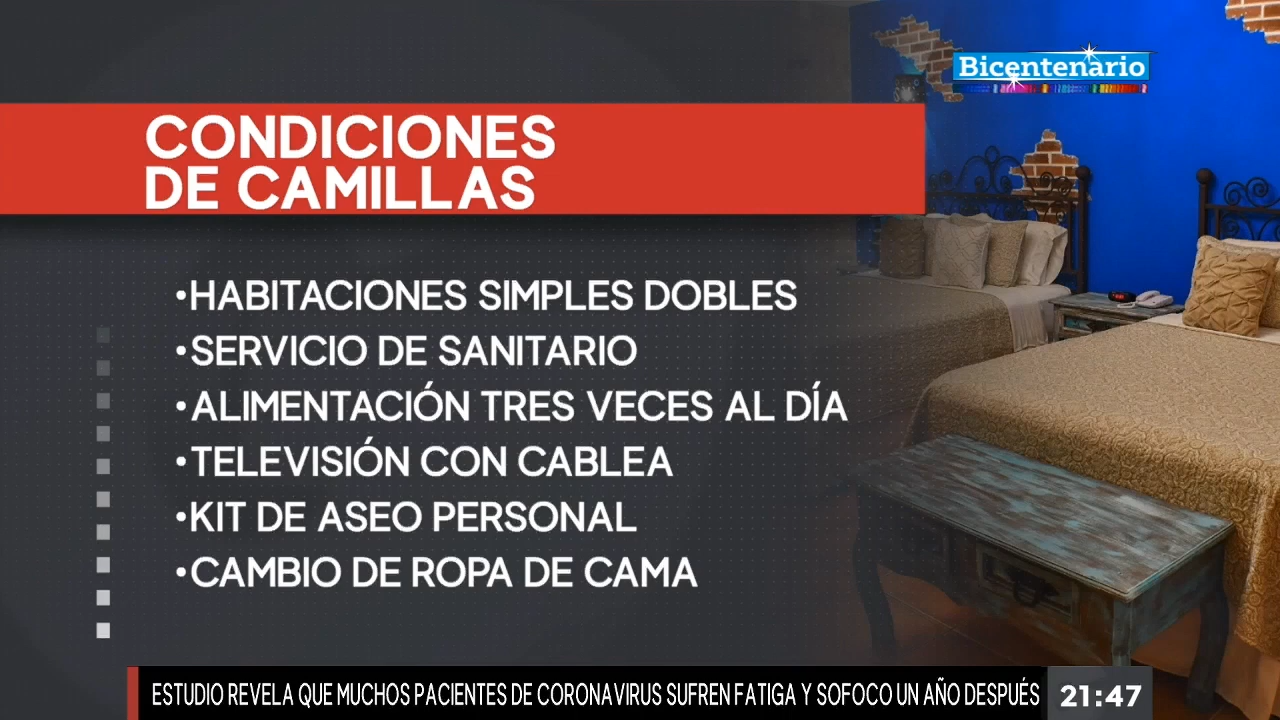 Bicentenario
CONDICIONES
DE CAMILLAS
•HABITACIONES SIMPLES DOBLES
•SERVICIO DE SANITARIO
•ALIMENTACIÓN TRES VECES AL DÍA
•TELEVISIÓN CON CABLEA
•KIT DE ASEO PERSONAL
•CAMBIO DE ROPA DE CAMA
ESTUDIO REVELA QUE MUCHOS PACIENTES DE CORONAVIRUS SUFREN FATIGA Y SOFOCO UN AÑO DESPUÉS
21:47